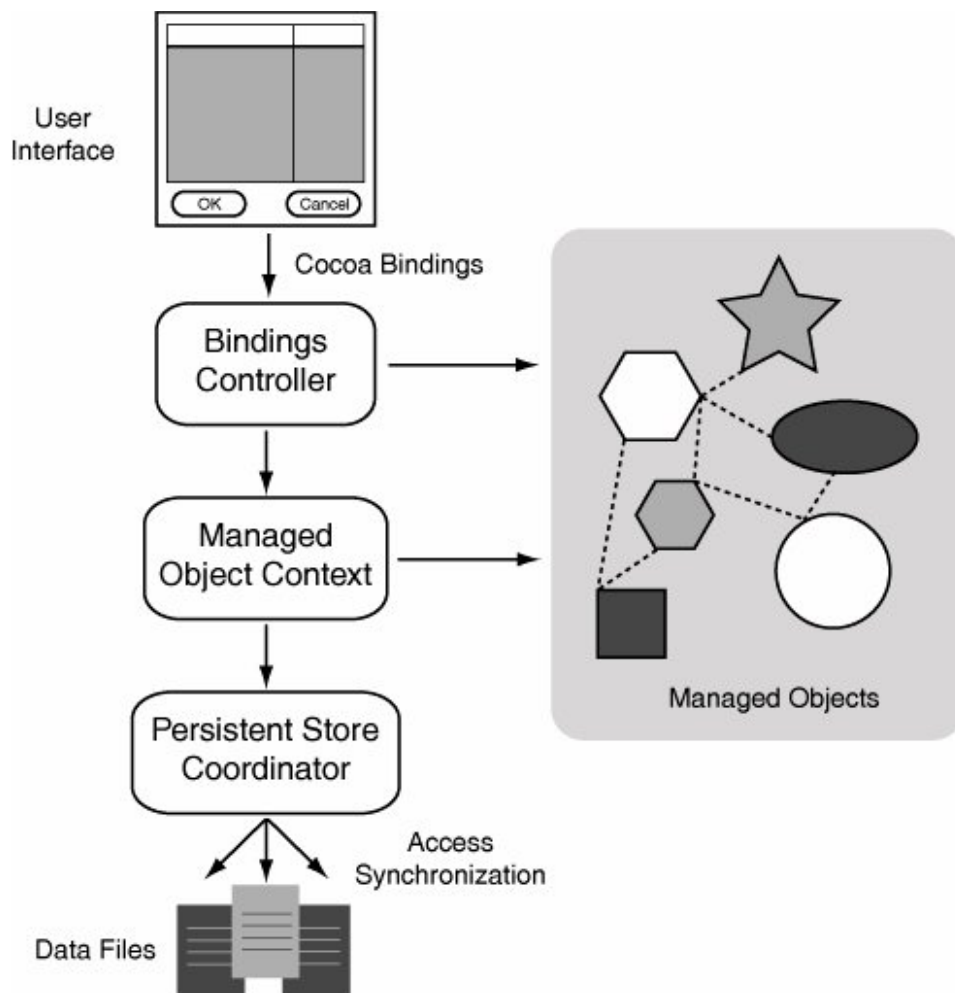 User
Interface
OK
Cancel
Cocoa Bindings
Bindings
Controller
Managed
Object Context
Managed Objects
Persistent Store
Coordinator
Access
Synchronization
Data Files